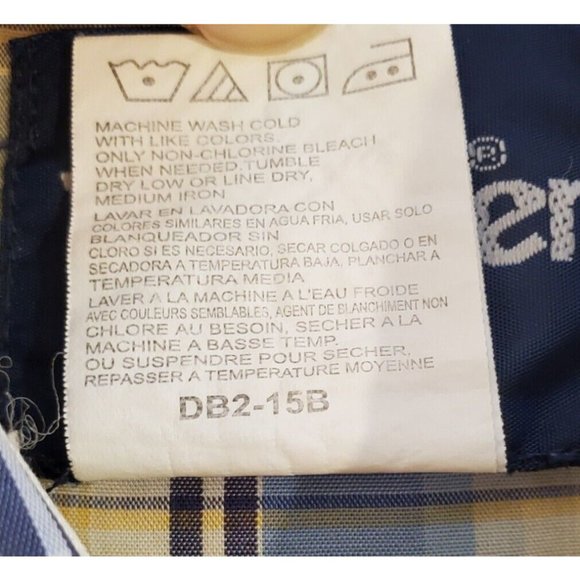 MACHINE WASH COLD
WITH LIKE COLORS.
ONLY NON-CHLORINE BLEACH
WHEN NEEDED,TUMBLE
DRY LOW OR LINE DRY,
MEDIUM IRON
LAVAR EN LAVADORA CON
COLORES SIMILARES EN AGUA FRIA, USAR SOLO
BLANQUEADOR SIN
CLORO SI ES NECESARIO, SECAR COLGADO O EN
SECADORA A TEMPERATURA BAJA, PLANCHAR A
TEMPERATURA MEDIA
LAVER A LA MACHINE A L'EAU FROIDE
AVEC COULEURS SEMBLABLES, AGENT DE BLANCHIMENT NON
CHLORE AU BESOIN, SECHER A LA
MACHINE A BASSE TEMP.
OU SUSPENDRE POUR SECHER,
REPASSER A TEMPERATURE MOYENNE
DB2-15B
®
er